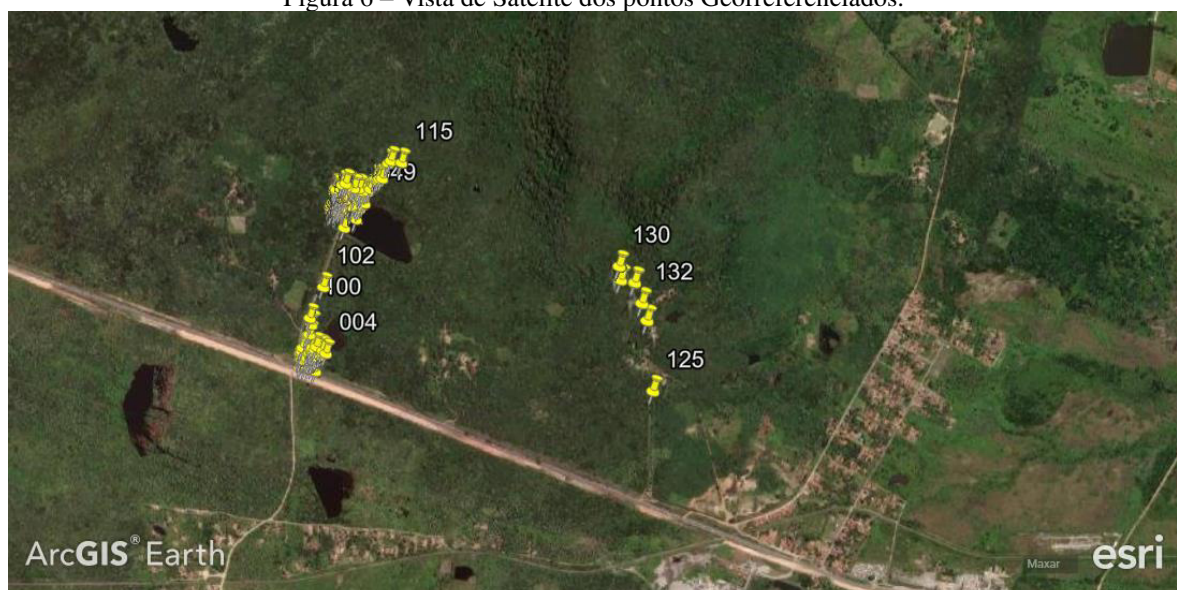 Figura 6 – Vista de Satélite dos pontos Georreferenciados.
115
49
130
102
132
100
004
125
ArcGIS® Earth
Maxar
esri